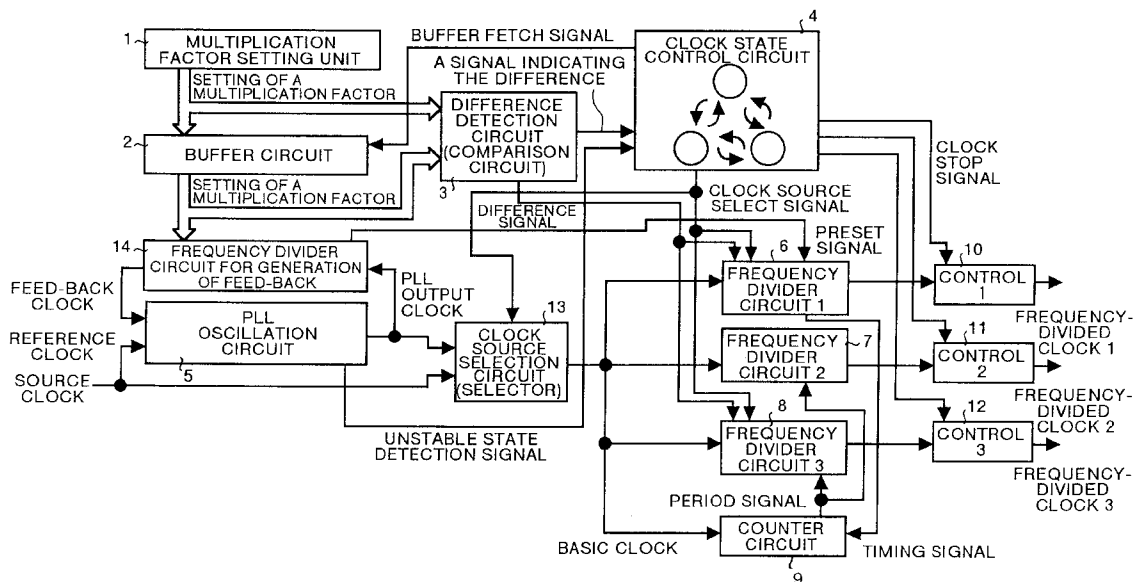 1
MULTIPLICATION
FACTOR SETTING UNIT
SETTING OF A
MULTIPLICATION FACTOR
2
BUFFER CIRCUIT
SETTING OF A
MULTIPLICATION FACTOR
14
FREQUENCY DIVIDER
CIRCUIT FOR GENERATION
OF FEED-BACK
FEED-BACK
CLOCK
REFERENCE
CLOCK
SOURCE
CLOCK
PLL
OSCILLATION
CIRCUIT
5
PLL
OUTPUT
CLOCK
BUFFER FETCH SIGNAL
A SIGNAL INDICATING
THE DIFFERENCE
DIFFERENCE
DETECTION
CIRCUIT
(COMPARISON
CIRCUIT)
3
DIFFERENCE
SIGNAL
4
CLOCK STATE
CONTROL CIRCUIT
CLOCK SOURCE
SELECT SIGNAL
PRESET
SIGNAL
CLOCK
STOP
SIGNAL
13
CLOCK
SOURCE
SELECTION
CIRCUIT
(SELECTOR)
UNSTABLE STATE
DETECTION SIGNAL
6
FREQUENCY
DIVIDER
CIRCUIT 1
7
FREQUENCY
DIVIDER
CIRCUIT 2
8
FREQUENCY
DIVIDER
CIRCUIT 3
PERIOD SIGNAL
BASIC CLOCK
COUNTER
CIRCUIT
9
TIMING SIGNAL
10
CONTROL
1
FREQUENCY-
DIVIDED
CLOCK 1
11
CONTROL
2
FREQUENCY-
DIVIDED
CLOCK 2
12
CONTROL
3
FREQUENCY-
DIVIDED
CLOCK 3